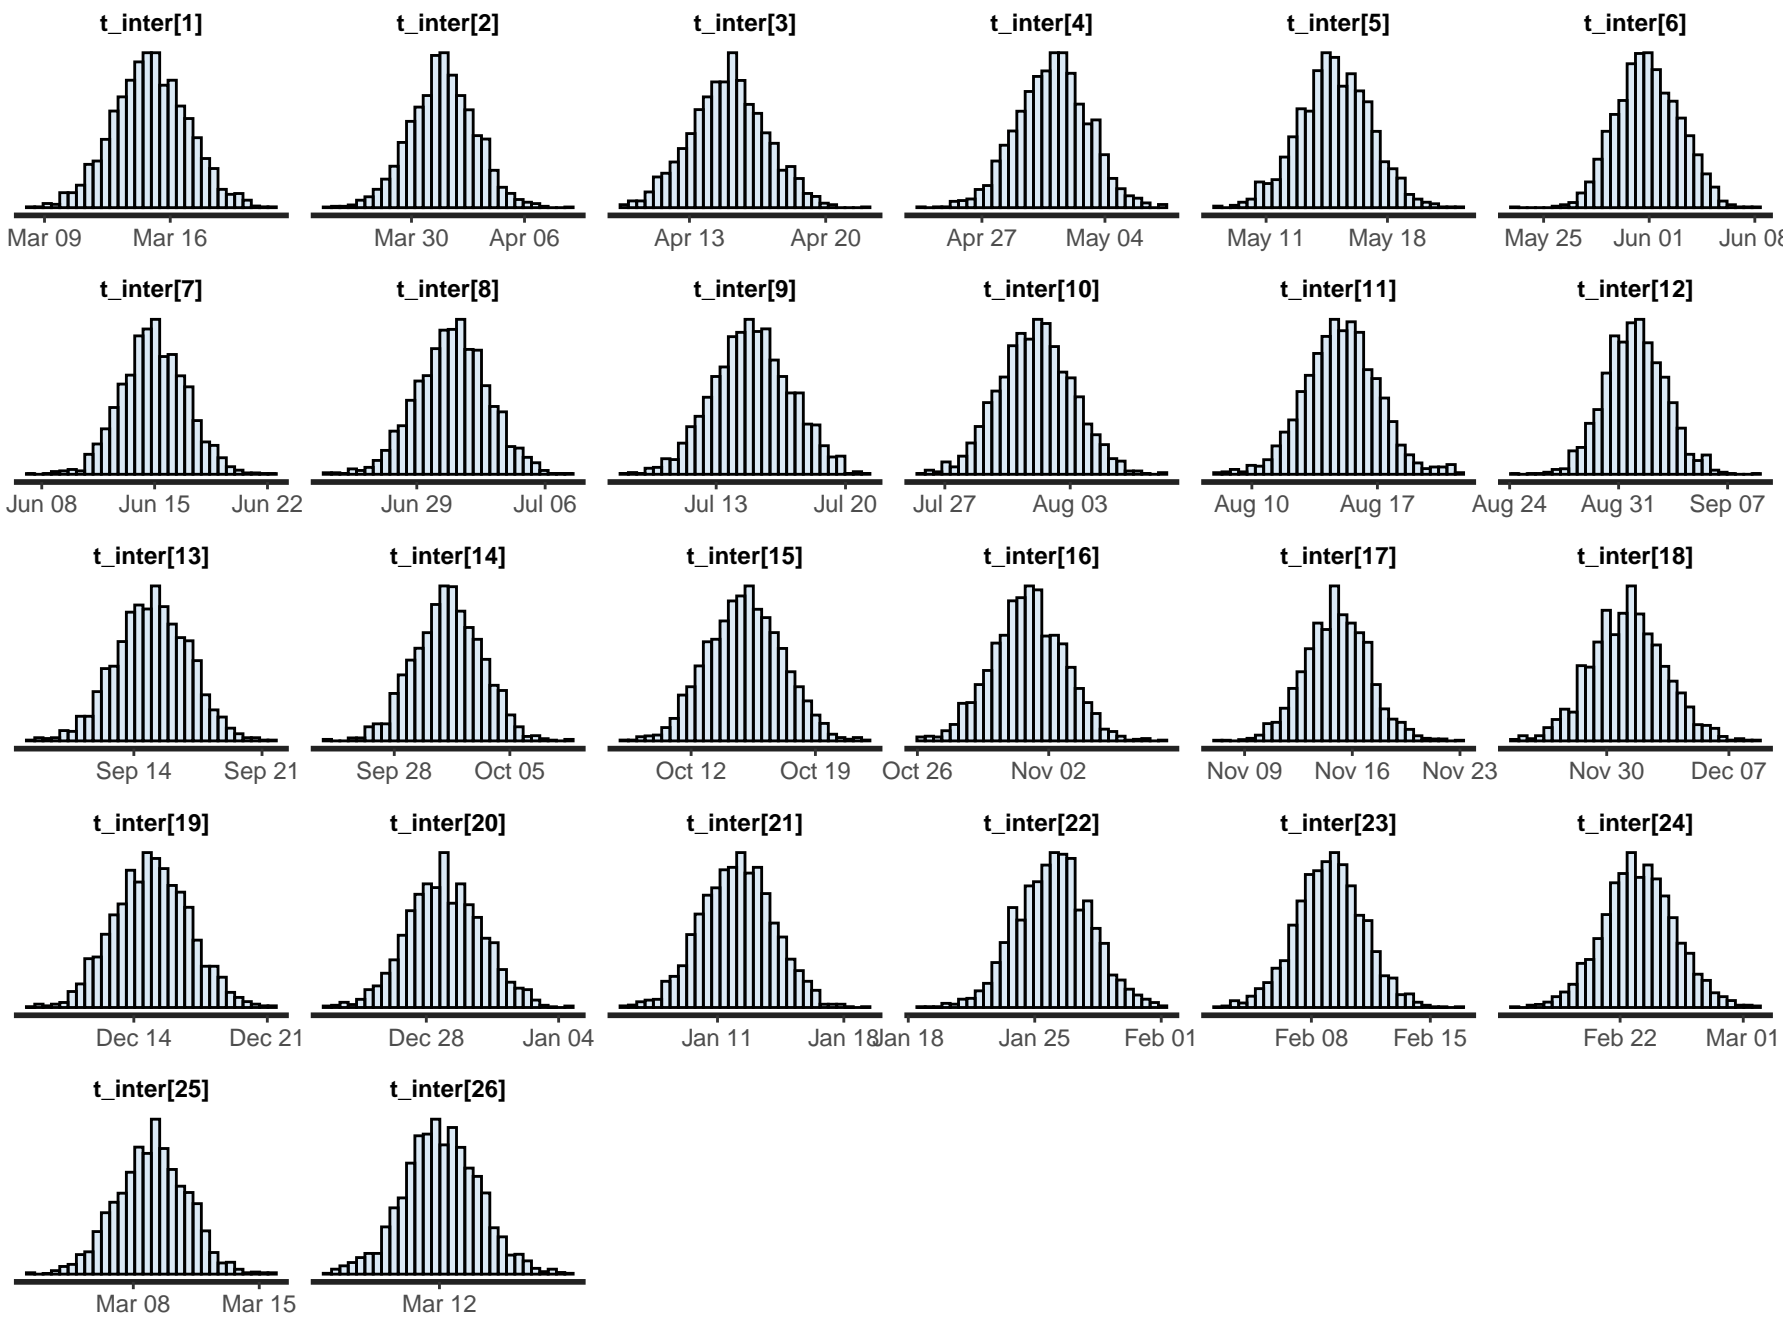 t_inter[1] t_inter[2] t_inter[3] t_inter[4] t_inter[5] t_inter[6]
Mar 09 Mar 16 Mar 30 Apr 06 Apr 13 Apr 20 Apr 27 May 04 May 11 May 18 May 25 Jun 01 Jun 08
t_inter[7] t_inter[8] t_inter[9] t_inter[10] t_inter[11] t_inter[12]
Jun 08 Jun 15 Jun 22 Jun 29 Jul 06 Jul 13 Jul 20 Jul 27 Aug 03 Aug 10 Aug 17 Aug 24 Aug 31 Sep 07
t_inter[13] t_inter[14] t_inter[15] t_inter[16] t_inter[17] t_inter[18]
Sep 14 Sep 21 Sep 28 Oct 05 Oct 12 Oct 19 Oct 26 Nov 02 Nov 09 Nov 16 Nov 23 Nov 30 Dec 07
t_inter[19] t_inter[20] t_inter[21] t_inter[22] t_inter[23] t_inter[24]
Dec 14 Dec 21 Dec 28 Jan 04 Jan 11 Jan 18 Jan 18 Jan 25 Feb 01 Feb 08 Feb 15 Feb 22 Mar 01
t_inter[25] t_inter[26]
Mar 08 Mar 15 Mar 12